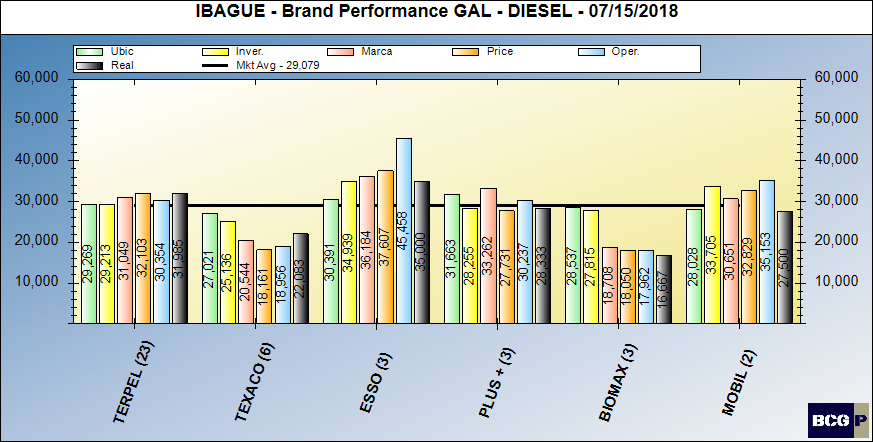 IBAGUE - Brand Performance GAL - DIESEL - 07/15/2018
Ubic Inver. Marca Price Oper.
Real Mkt Avg - 29,079
60,000 60,000
50,000 50,000
40,000 40,000
30,000 30,000
20,000 20,000
10,000 10,000
29,269 29,213 31,049 32,103 30,354 31,985
27,021 25,136 20,544 18,161 18,956 22,083
30,391 34,939 36,184 37,607 45,458 35,000
31,663 28,255 33,262 27,731 30,237 28,333
28,537 27,815 18,708 18,050 17,962 16,667
28,028 33,705 30,651 32,829 35,153 27,500
TERPEL (23) TEXACO (6) ESSO (3) PLUS + (3) BIOMAX (3) MOBIL (2)
BCG P